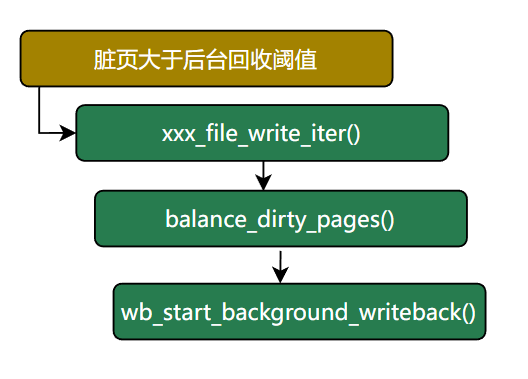 脏页大于后台回收阈值
xxx_file_write_iter()
balance_dirty_pages()
wb_start_background_writeback()